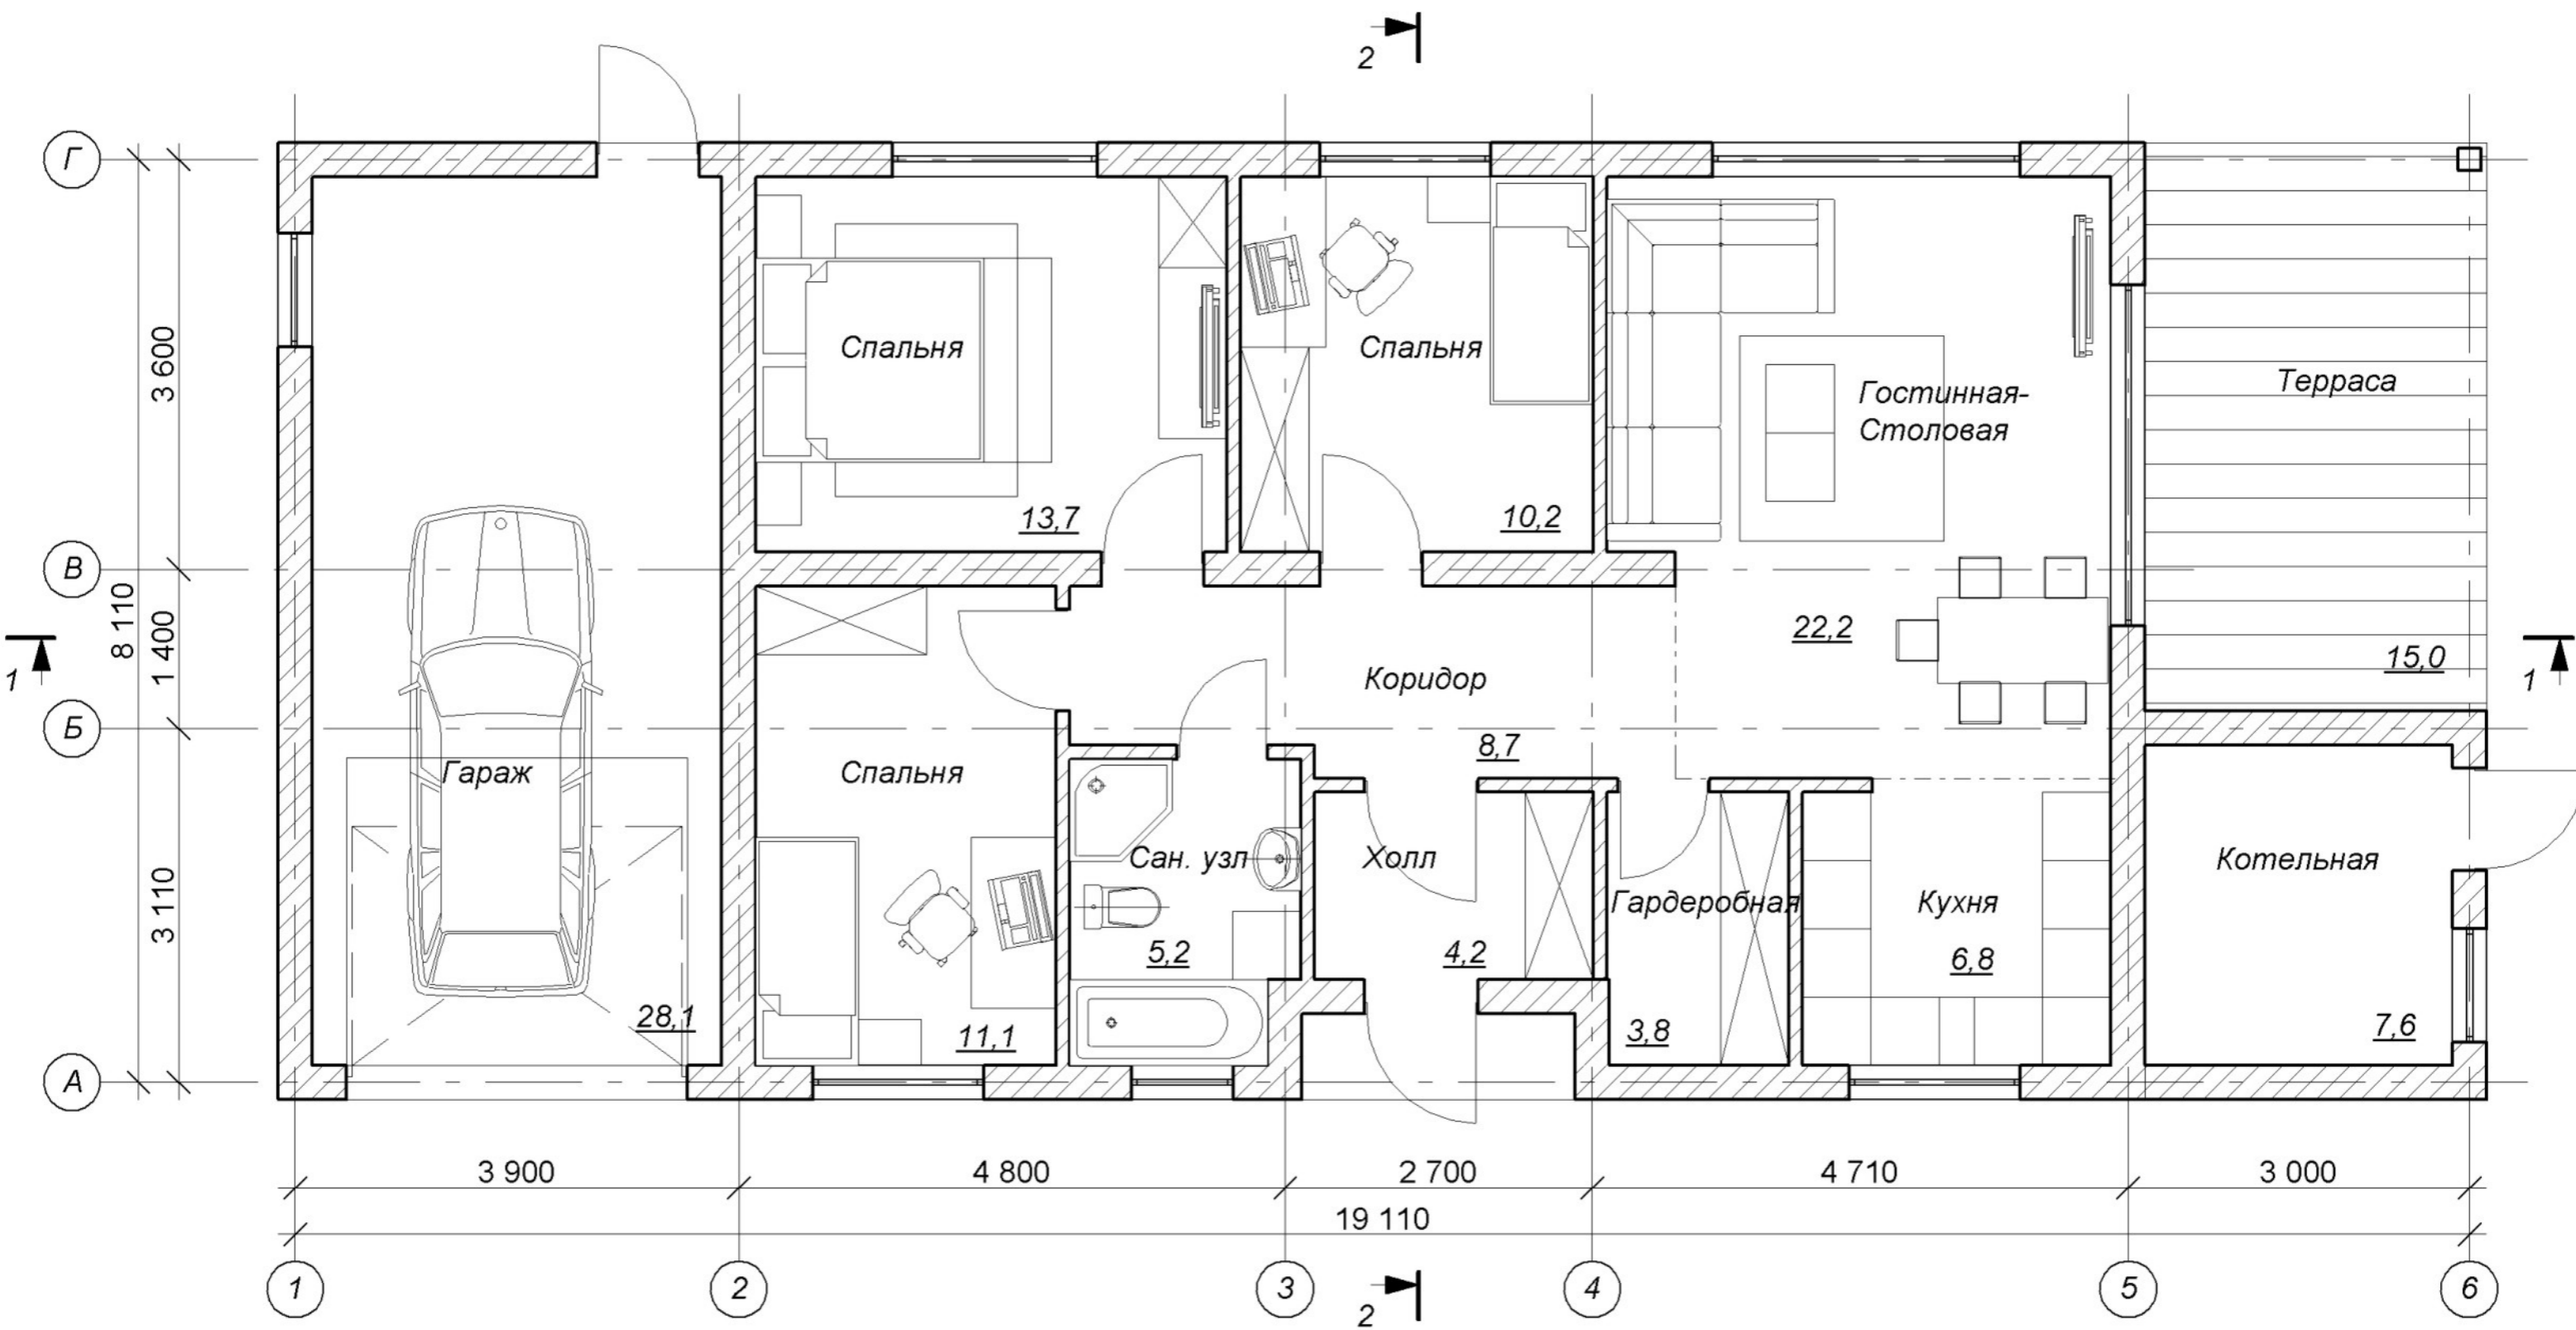 2
Г
В
Б
А
3 600
1 400
3 110
8 110
1
1
Спальня
13,7
Спальня
10,2
Гостинная-
Столовая
22,2
Терраса
15,0
Коридор
8,7
Гараж
28,1
Спальня
11,1
Сан. узл
5,2
Холл
4,2
Гардеробная
3,8
Кухня
6,8
Котельная
7,6
3 900
4 800
2 700
4 710
3 000
19 110
1
2
3
4
5
6
2